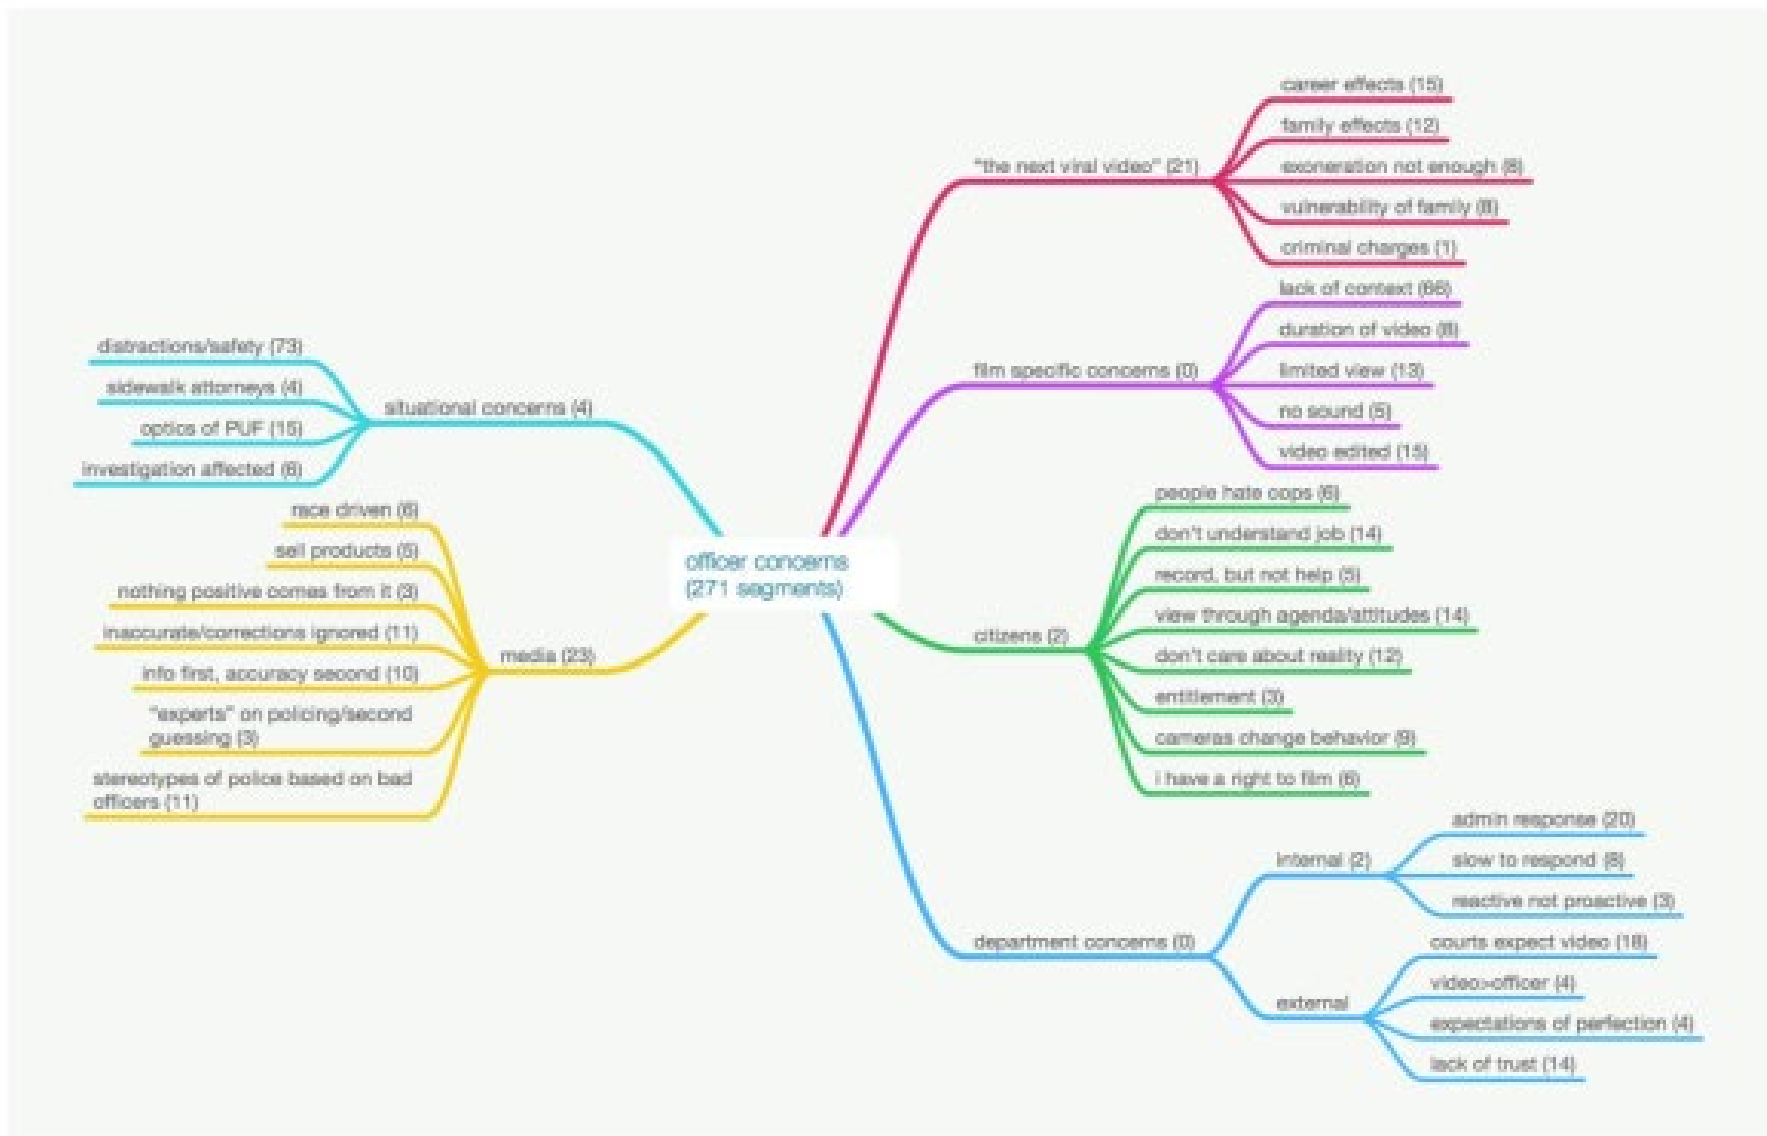 career effects (15)
family effects (12)
"the next viral video" (21)
exoneration not enough (8)
vulnerability of family (8)
criminal charges (1)
lack of context (66)
duration of video (8)
film specific concerns (0)
limited view (13)
no sound (5)
video edited (15)
distractions/safety (73)
sidewalk attorneys (4)
situational concerns (4)
optics of PUF (15)
investigation affected (6)
race driven (6)
sell products (5)
nothing positive comes from it (3)
inaccurate/corrections ignored (11)
media (23)
info first, accuracy second (10)
"experts" on policing/second
guessing (3)
stereotypes of police based on bad
officers (11)
officer concerns
(271 segments)
people hate cops (6)
don't understand job (14)
record, but not help (5)
view through agenda/attitudes (14)
citizens (2)
don't care about reality (12)
entitlement (3)
cameras change behavior (9)
i have a right to film (6)
admin response (20)
internal (2)
slow to respond (8)
reactive not proactive (3)
department concerns (0)
courts expect video (18)
video>officer (4)
external
expectations of perfection (4)
lack of trust (14)